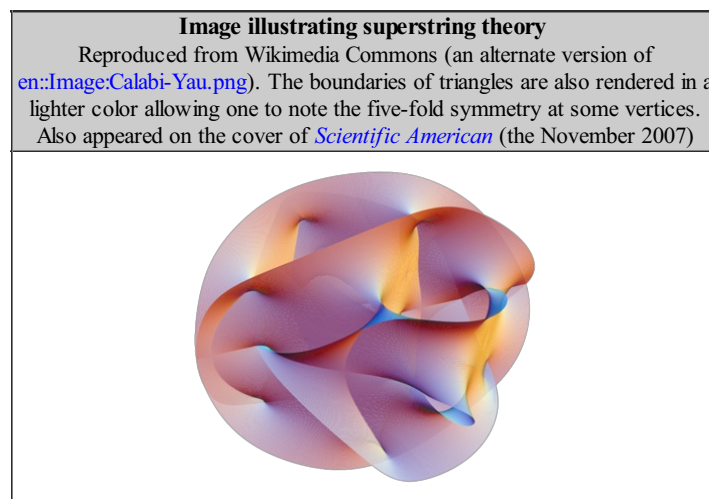 Image illustrating superstring theory
Reproduced from Wikimedia Commons (an alternate version of
en::Image:Calabi-Yau.png). The boundaries of triangles are also rendered in a
lighter color allowing one to note the five-fold symmetry at some vertices.
Also appeared on the cover of Scientific American (the November 2007)